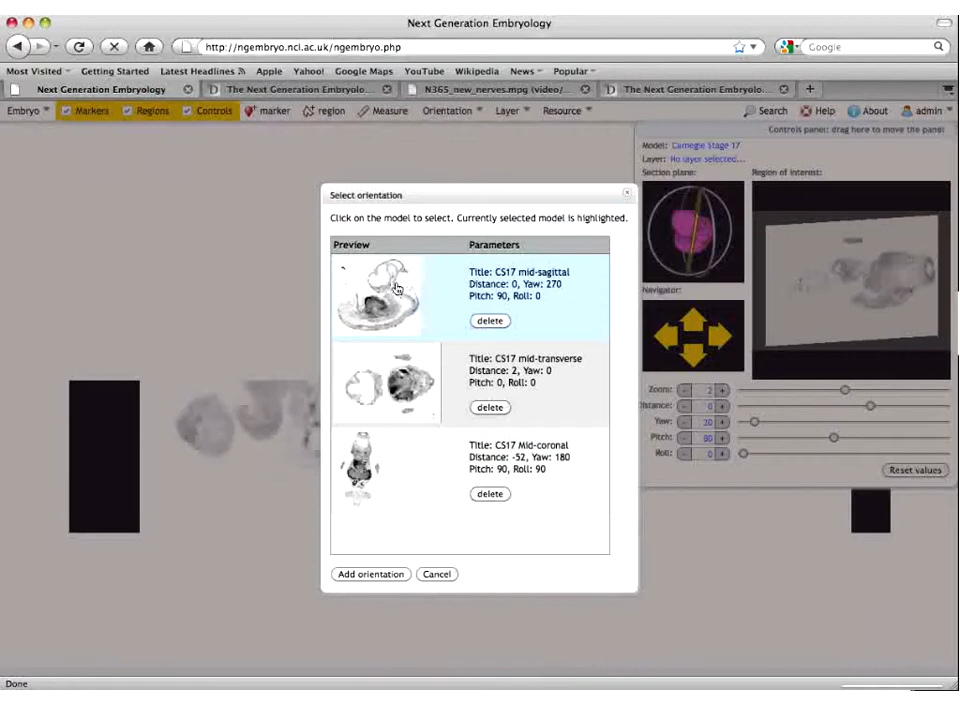 Next Generation Embryology
http://ngembryo.ncl.ac.uk/ngembryo.php
Google
Most Visited Getting Started Latest Headlines Apple Yahoo! Google Maps YouTube Wikipedia News Popular
Next Generation Embryology The Next Generation Embryolo... N365_new_nerves.mpg (video/... The Next Generation Embryolo... +
Embryo Markers Regions Controls marker region Measure Orientation Layer Resource Search Help About admin
Controls panel: drag here to move the panel
Model: Carnegie Stage 17
Layer: No layer selected...
Section plane: Region of interest:
Select orientation
Click on the model to select. Currently selected model is highlighted.
Preview Parameters
Title: CS17 mid-sagittal
Distance: 0, Yaw: 270
Pitch: 90, Roll: 0
delete
Title: CS17 mid-transverse
Distance: 2, Yaw: 0
Pitch: 0, Roll: 0
delete
Title: CS17 Mid-coronal
Distance: -52, Yaw: 180
Pitch: 90, Roll: 90
delete
Add orientation Cancel
Navigator:
Zoom: - 2 +
Distance: - 0 +
Yaw: - 20 +
Pitch: - 80 +
Roll: - 0 +
Reset values
Done